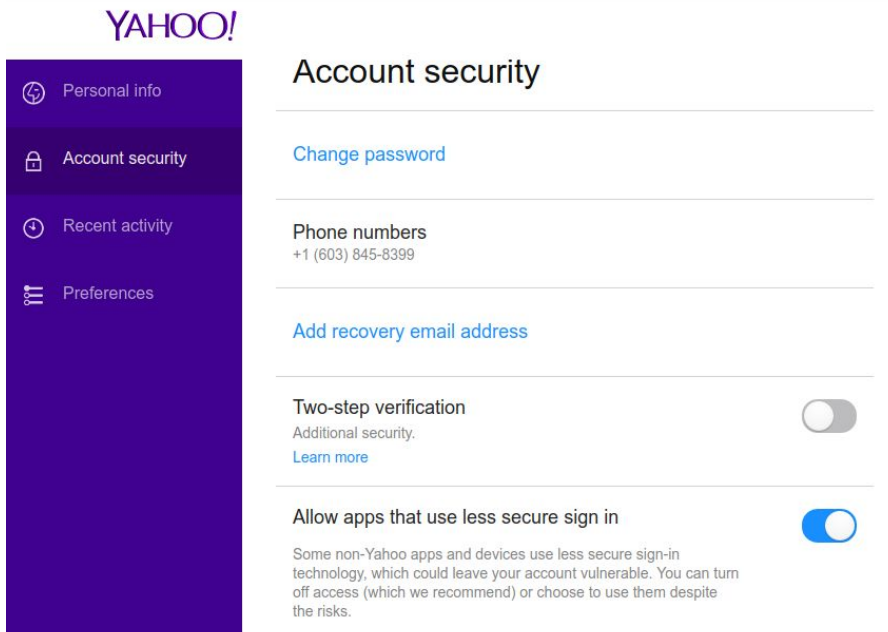 YAHOO!
Personal info
Account security
Recent activity
Preferences
Account security
Change password
Phone numbers
+1 (603) 845-8399
Add recovery email address
Two-step verification
Additional security.
Learn more
Allow apps that use less secure sign in
Some non-Yahoo apps and devices use less secure sign-in
technology, which could leave your account vulnerable. You can turn
off access (which we recommend) or choose to use them despite
the risks.